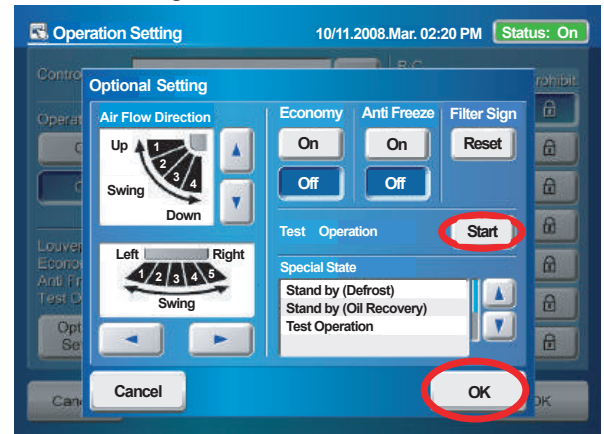 Operation Setting 10/11.2008.Mar. 02:20 PM Status: On
Optional Setting
Air Flow Direction
Up
1
2
3
4
Swing
Down
Left Right
1 2 3 4 5
Swing
Economy Anti Freeze Filter Sign
On On Reset
Off Off
Test Operation Start
Special State
Stand by (Defrost)
Stand by (Oil Recovery)
Test Operation
Cancel OK